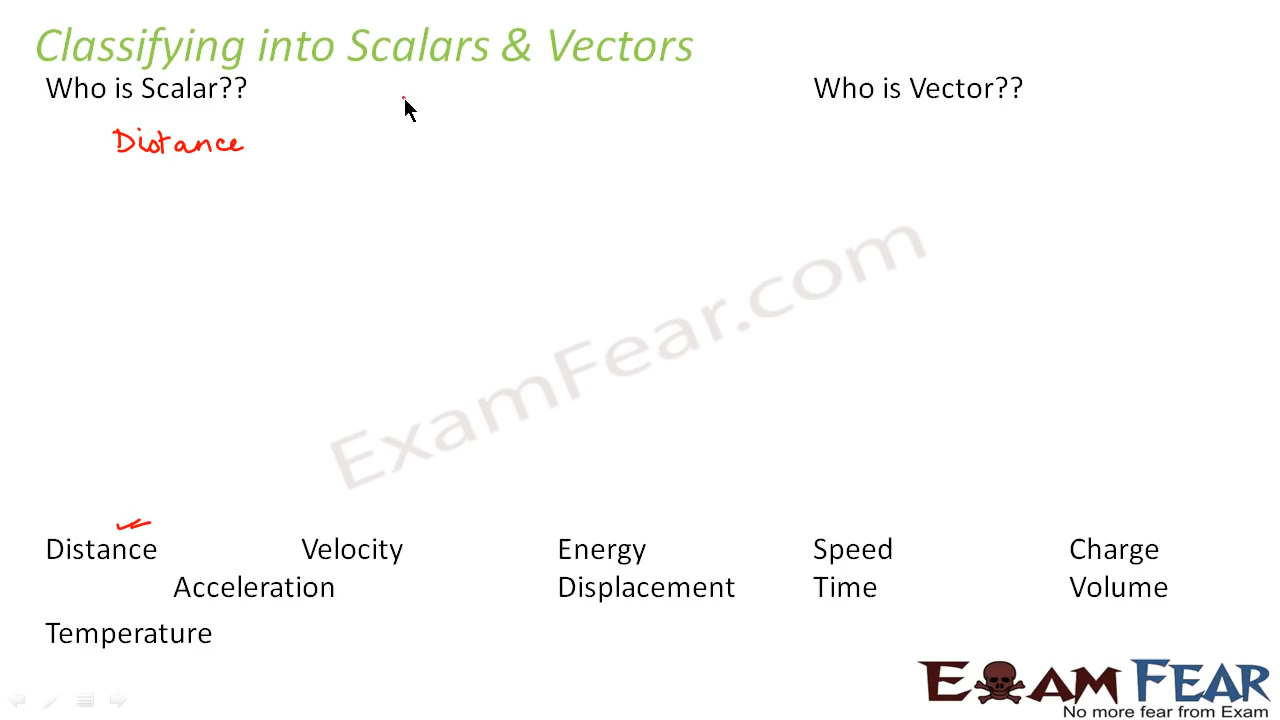 Classifying into Scalars & Vectors
Who is Scalar?? Who is Vector??
Distance
ExamFear.com
Distance Velocity Energy Speed Charge
Acceleration Displacement Time Volume
Temperature
EXAM FEAR
No more fear from Exam